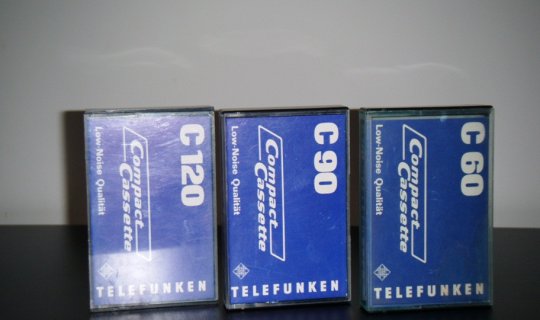 C 120
Compact
Cassette
Low-Noise Qualität
TELEFUNKEN
C 90
Compact
Cassette
Low-Noise Qualität
TELEFUNKEN
C 60
Compact
Cassette
Low-Noise Qualität
TELEFUNKEN